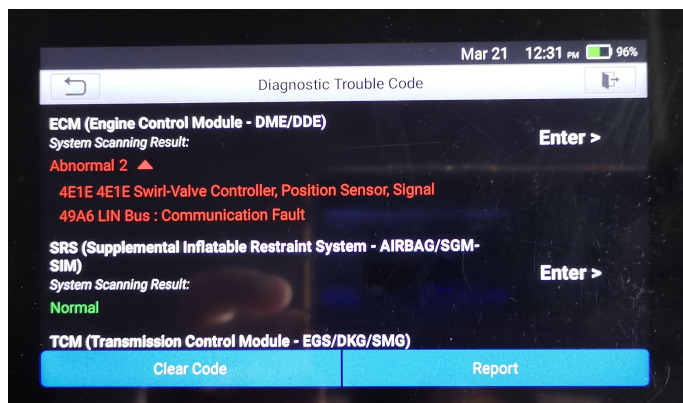 Mar 21 12:31 PM 96%
Diagnostic Trouble Code
ECM (Engine Control Module - DME/DDE)
System Scanning Result:
Enter >
Abnormal 2
4E1E 4E1E Swirl-Valve Controller, Position Sensor, Signal
49A6 LIN Bus : Communication Fault
SRS (Supplemental Inflatable Restraint System - AIRBAG/SGM-
SIM)
Enter >
System Scanning Result:
Normal
TCM (Transmission Control Module - EGS/DKG/SMG)
Clear Code
Report